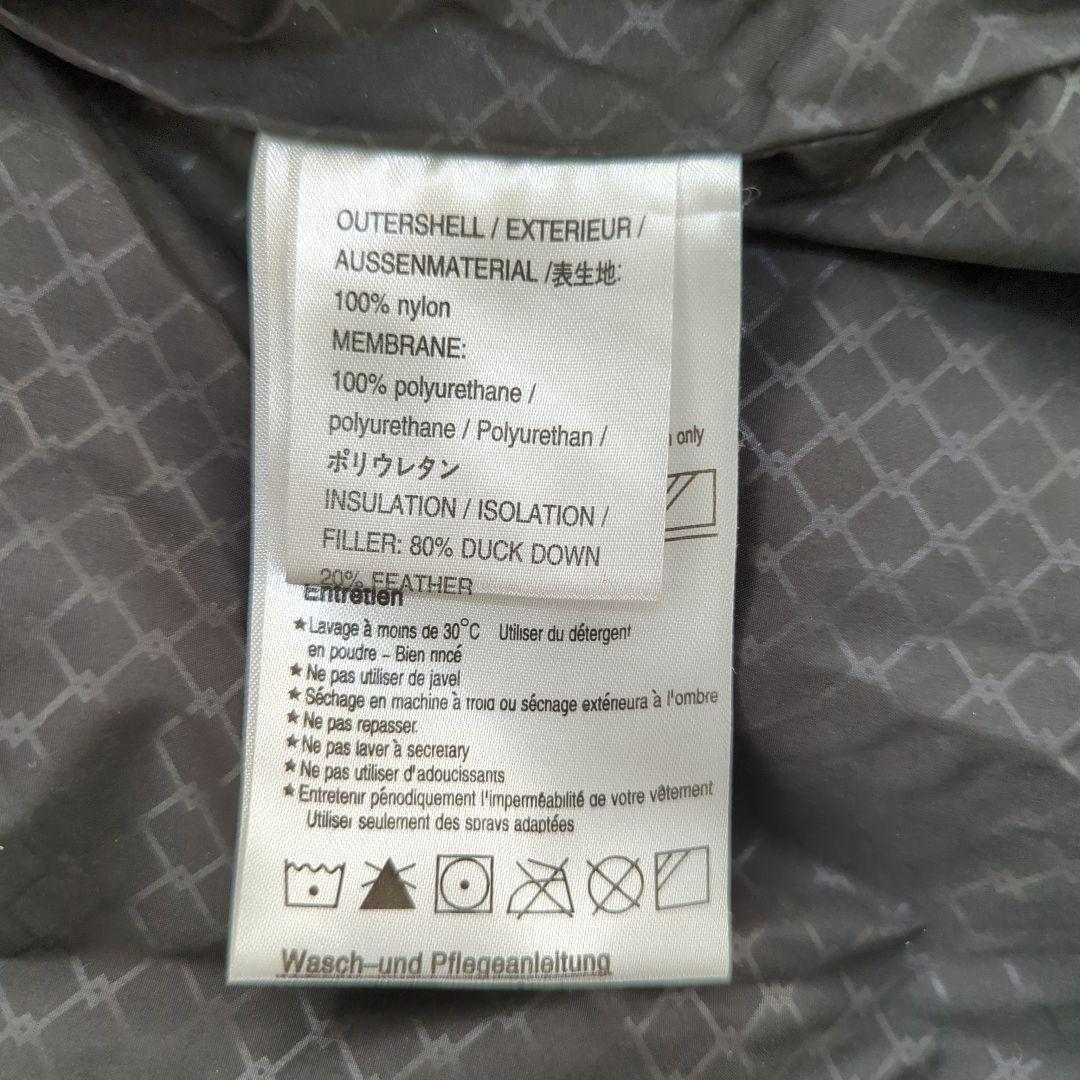 OUTERSHELL / EXTERIEUR /
AUSSENMATERIAL /表生地:
100% nylon
MEMBRANE:
100% polyurethane /
polyurethane / Polyurethan /
ポリウレタン
INSULATION / ISOLATION /
FILLER: 80% DUCK DOWN
20% FEATHER
only
Entretien
★Lavage à moins de 30°C Utiliser du détergent
en poudre – Bien rincé
★Ne pas utiliser de javel
★Séchage en machine à froid ou séchage extérieura à l'ombre
★Ne pas repasser.
★Ne pas laver à secretary
★Ne pas utiliser d'adoucissants
★Entretenir périodiquement l'imperméabilité de votre vêtement
Utiliser seulement des sprays adaptées
Wasch–und Pflegeanleitung